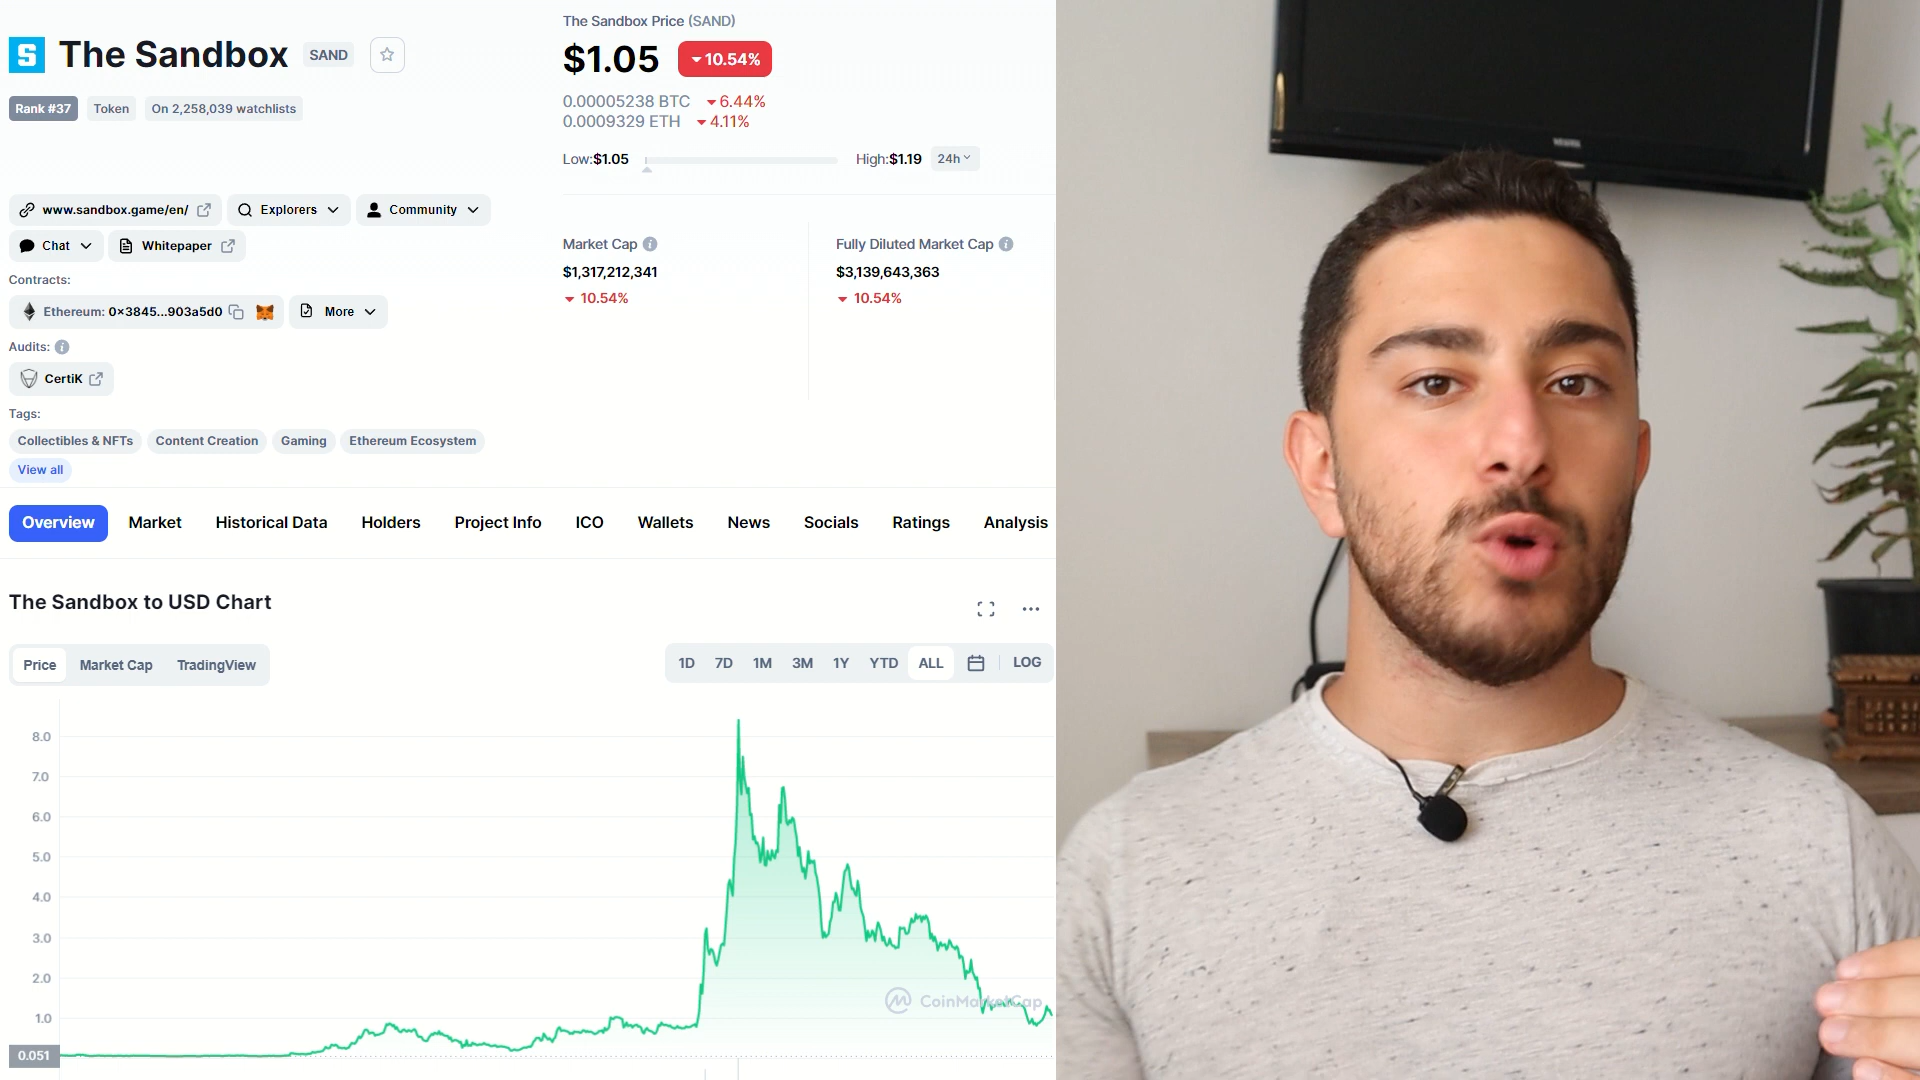 The Sandbox SAND
Rank #37 Token On 2,258,039 watchlists
www.sandbox.game/en/ Explorers Community
Chat Whitepaper
Contracts:
Ethereum: 0x3845...903a5d0 More
Audits:
CertiK
Tags:
Collectibles & NFTs Content Creation Gaming Ethereum Ecosystem
View all
The Sandbox Price (SAND)
$1.05 10.54%
0.00005238 BTC 6.44%
0.0009329 ETH 4.11%
Low:$1.05 High:$1.19 24h
Market Cap
$1,317,212,341
10.54%
Fully Diluted Market Cap
$3,139,643,363
10.54%
Overview Market Historical Data Holders Project Info ICO Wallets News Socials Ratings Analysis
The Sandbox to USD Chart
Price Market Cap TradingView
1D 7D 1M 3M 1Y YTD ALL LOG
8.0
7.0
6.0
5.0
4.0
3.0
2.0
1.0
0.051
CoinMarketCap